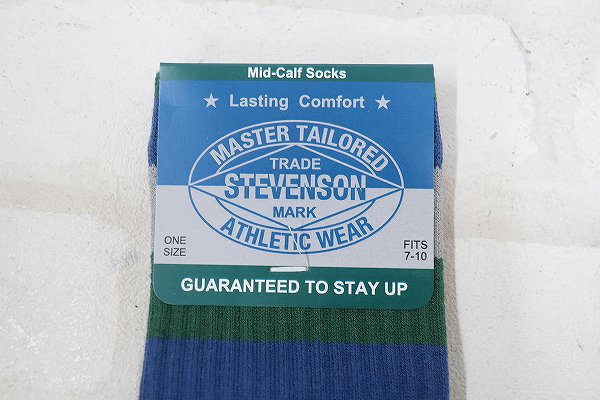 Mid-Calf Socks
★ Lasting Comfort ★
MASTER TAILORED
TRADE
STEVENSON
MARK
ATHLETIC WEAR
ONE
SIZE
FITS
7-10
GUARANTEED TO STAY UP